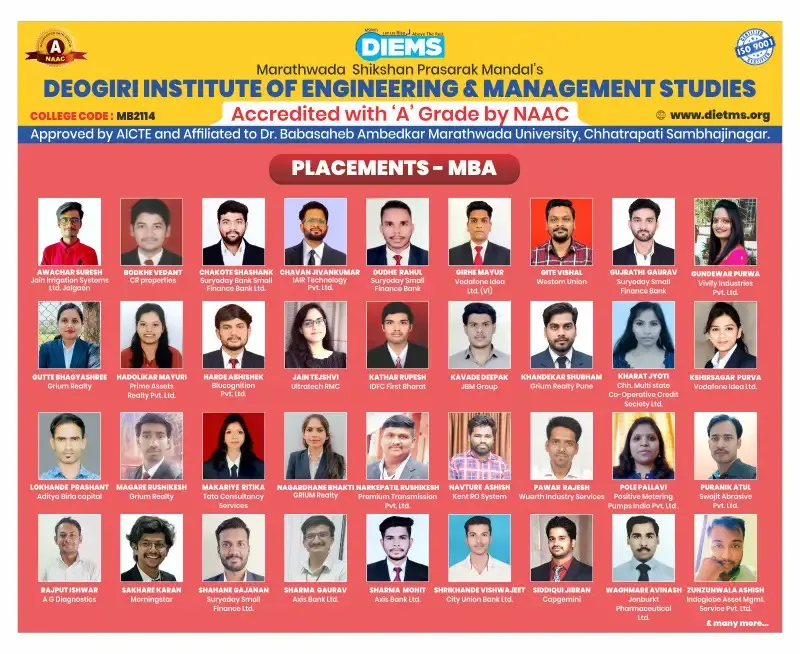 A
NAAC
Let us Rise Above The Rest
DIEMS
CERTIFIED
ISO 9001
CERTIFIED
Marathwada Shikshan Prasarak Mandal's
DEOGIRI INSTITUTE OF ENGINEERING & MANAGEMENT STUDIES
COLLEGE CODE : MB2114
Accredited with ‘A’ Grade by NAAC
www.dietms.org
Approved by AICTE and Affiliated to Dr. Babasaheb Ambedkar Marathwada University, Chhatrapati Sambhajinagar.
PLACEMENTS - MBA
AWACHAR SURESH
Jain Irrigation Systems
Ltd. Jalgaon
BODKHE VEDANT
CR properties
CHAKOTE SHASHANK
Suryoday Bank Small
Finance Bank Ltd.
CHAVAN JIVANKUMAR
IAIR Technology
Pvt. Ltd.
DUDHE RAHUL
Suryoday Small
Finance Bank
GIRHE MAYUR
Vodafone Idea
Ltd. (VI)
GITE VISHAL
Western Union
GUJRATHI GAURAV
Suryoday Small
Finance Bank
GUNDEWAR PURWA
Vivify Industries
Pvt. Ltd.
GUTTE BHAGYASHREE
Grium Realty
HADOLIKAR MAYURI
Prime Assets
Realty Pvt. Ltd.
HARDE ABHISHEK
Blucognition
Pvt. Ltd.
JAIN TEJSHVI
Ultratech RMC
KATHAR RUPESH
IDFC First Bharat
KAVADE DEEPAK
JBM Group
KHANDEKAR SHUBHAM
Grium Realty Pune
KHARAT JYOTI
Chh. Multi state
Co-Operative Credit
Society Ltd.
KSHIRSAGAR PURVA
Vodafone Idea Ltd.
LOKHANDE PRASHANT
Aditya Birla capital
MAGARE RUSHIKESH
Grium Realty
MAKARIYE RITIKA
Tata Consultancy
Services
NAGARDHANE BHAKTI
GRIUM Realty
NARKEPATIL RUSHIKESH
Premium Transmission
Pvt. Ltd.
NAVTURE ASHISH
Kent RO System
PAWAR RAJESH
Wuerth Industry Services
POLE PALLAVI
Positive Metering
Pumps India Pvt. Ltd.
PURANIK ATUL
Swajit Abrasive
Pvt. Ltd.
RAJPUT ISHWAR
A G Diagnostics
SAKHARE KARAN
Morningstar
SHAHANE GAJANAN
Suryoday Small
Finance Ltd.
SHARMA GAURAV
Axis Bank Ltd.
SHARMA MOHIT
Axis Bank Ltd.
SHRIKHANDE VISHWAJEET
City Union Bank Ltd.
SIDDIQUI JIBRAN
Capgemini
WAGHMARE AVINASH
Jenburkt
Pharmaceutical
Ltd.
ZUNZUNWALA ASHISH
Indoglobe Asset Mgml.
Service Pvt. Ltd.
& many more...